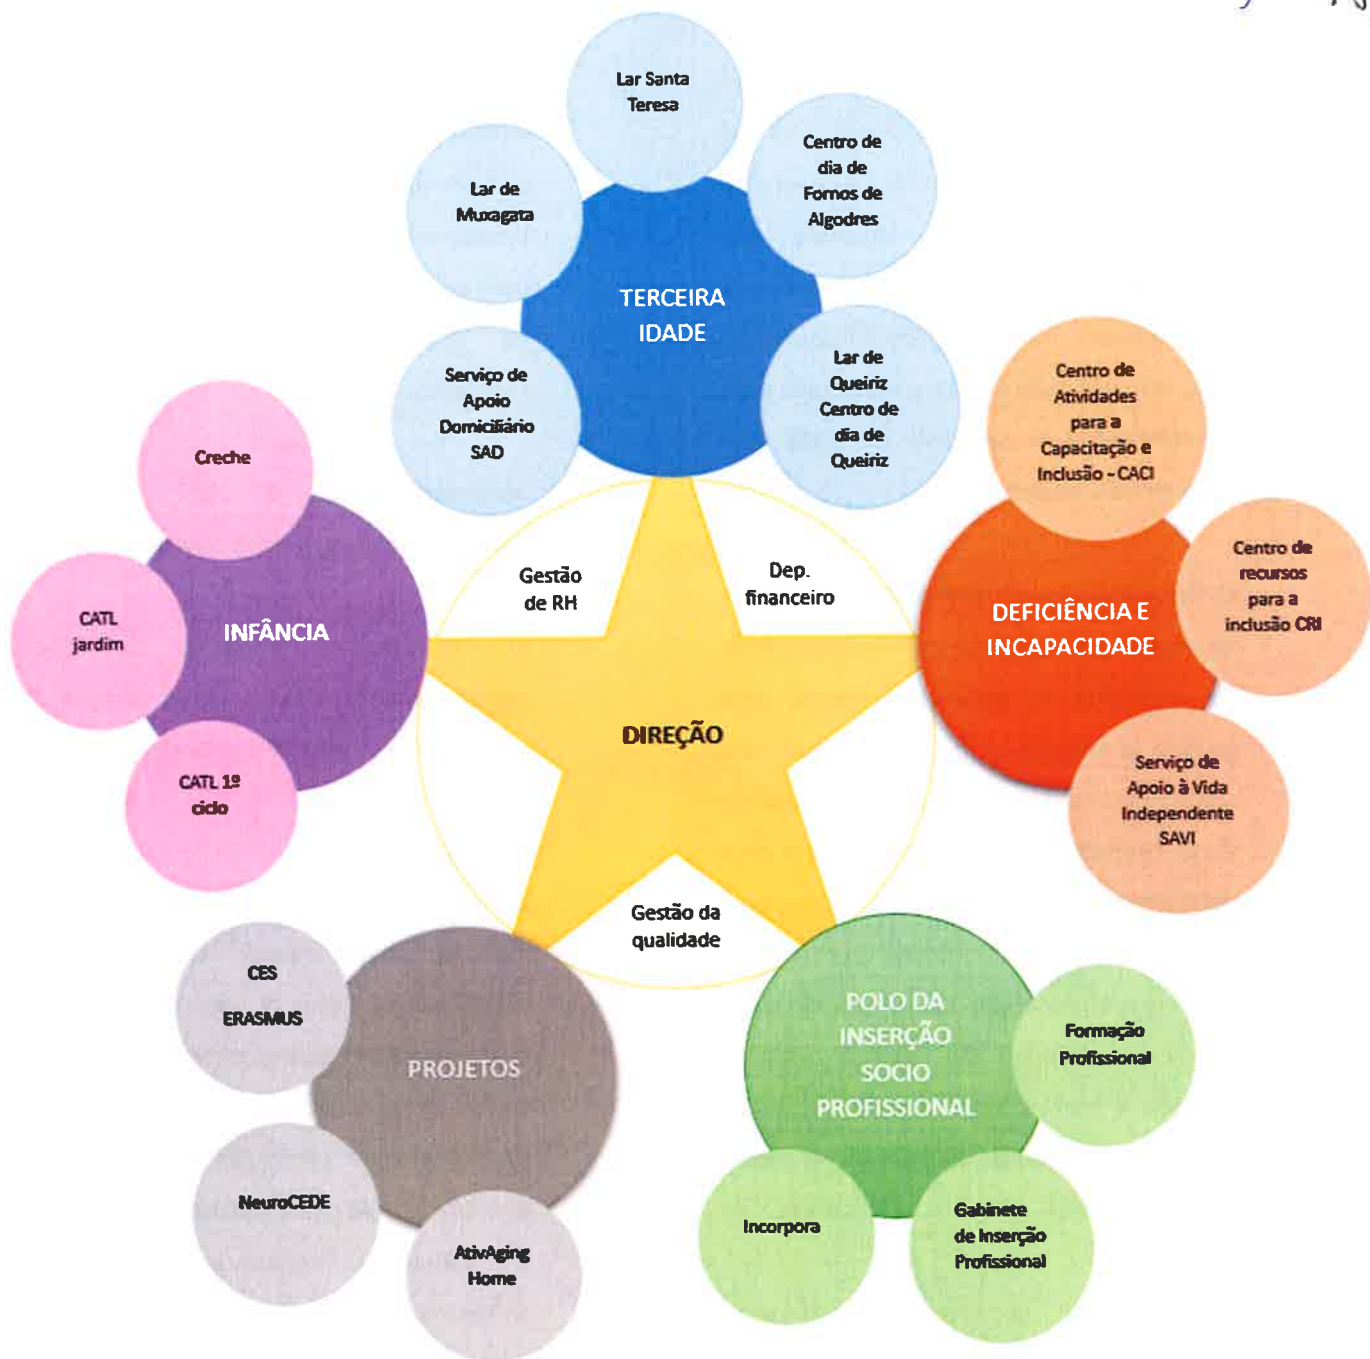 Lar Santa
Teresa
Centro de
dia de
Fornos de
Algodres
Lar de
Muxagata
TERCEIRA
IDADE
Serviço de
Apoio
Domiciliário
SAD
Lar de
Queiriz
Centro de
dia de
Queiriz
Centro de
Atividades
para a
Capacitação e
Inclusão - CACI
Creche
Centro de
recursos
para a
inclusão CRI
Gestão
de RH
Dep.
financeiro
CATL
jardim
INFÂNCIA
DEFICIÊNCIA E
INCAPACIDADE
DIREÇÃO
CATL 1º
ciclo
Serviço de
Apoio à Vida
Independente
SAVI
Gestão da
qualidade
CES
ERASMUS
PROJETOS
POLO DA
INSERÇÃO
SOCIO
PROFISSIONAL
Formação
Profissional
NeuroCEDE
AtivAging
Home
Incorpora
Gabinete
de Inserção
Profissional